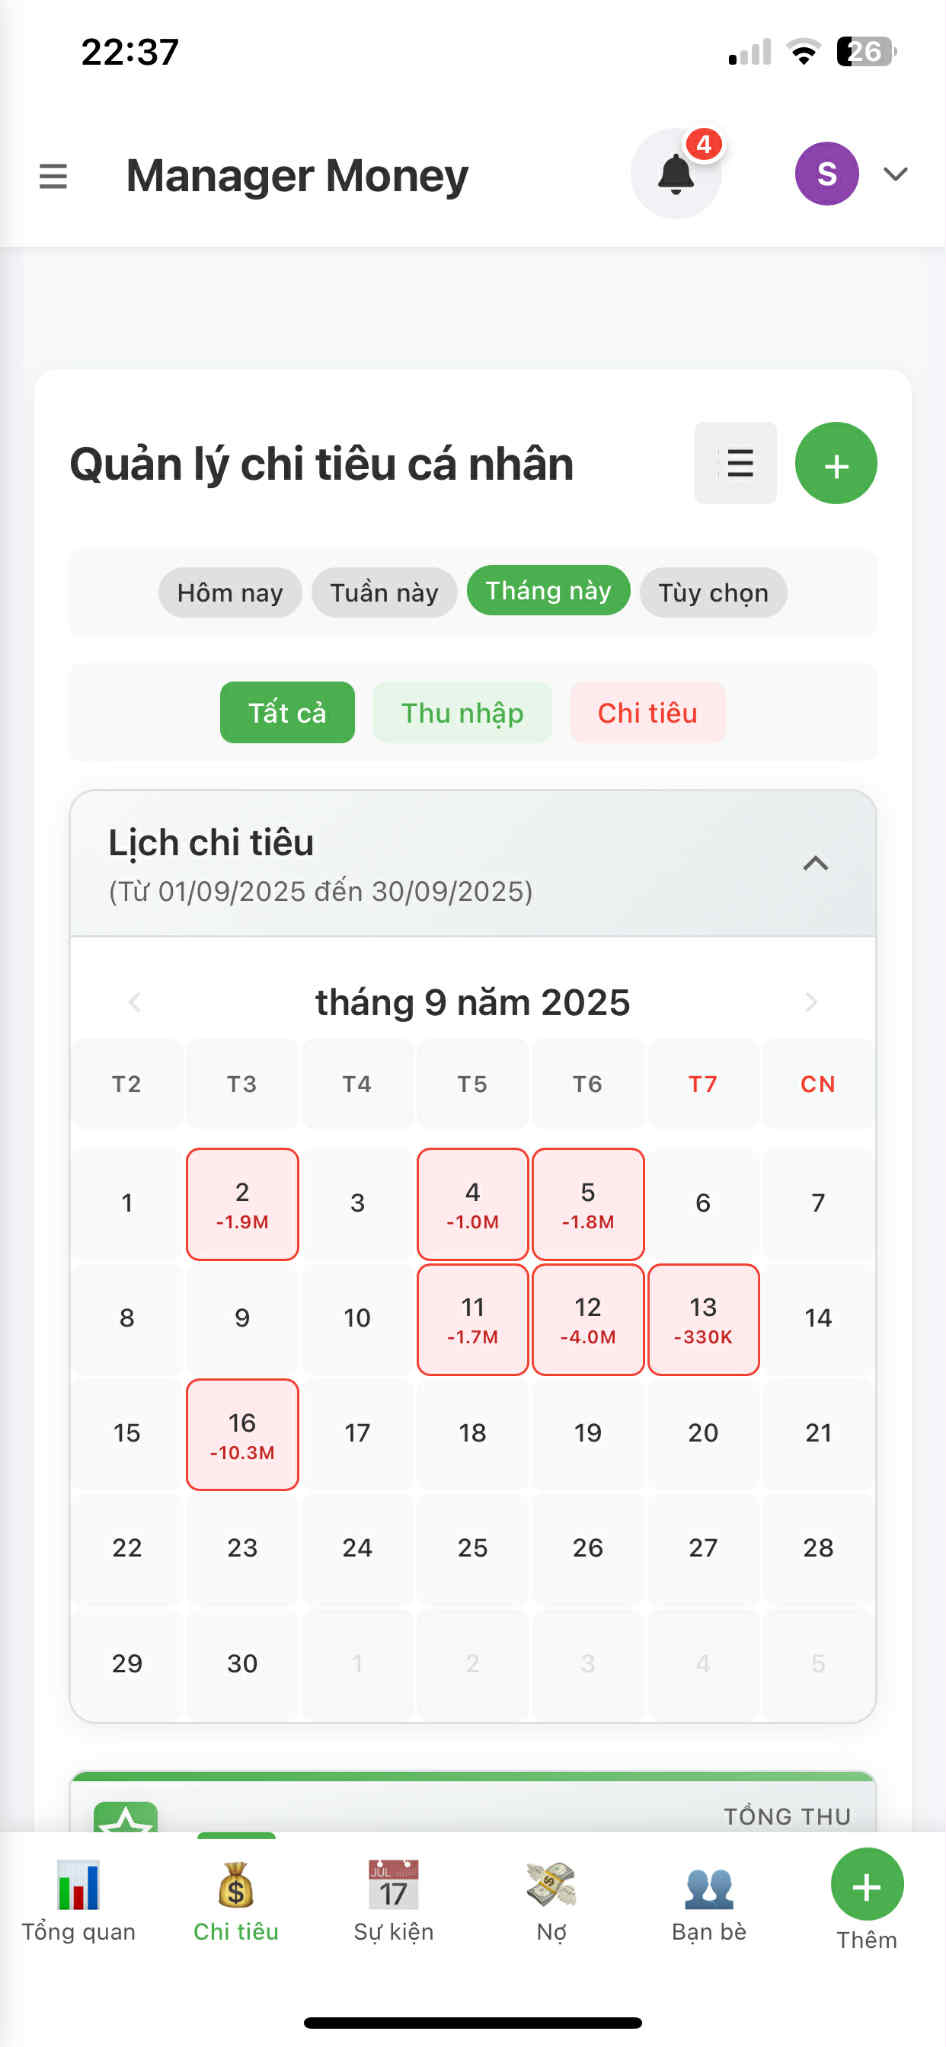 22:37
26
Manager Money
4
S
Quản lý chi tiêu cá nhân
+
Hôm nay Tuần này Tháng này Tùy chọn
Tất cả Thu nhập Chi tiêu
Lịch chi tiêu
(Từ 01/09/2025 đến 30/09/2025)
tháng 9 năm 2025
T2 T3 T4 T5 T6 T7 CN
1 2 3 4 5 6 7
-1.9M -1.0M -1.8M
8 9 10 11 12 13 14
-1.7M -4.0M -330K
15 16 17 18 19 20 21
-10.3M
22 23 24 25 26 27 28
29 30 1 2 3 4 5
TỔNG THU
JUL
17
Tổng quan Chi tiêu Sự kiện Nợ Bạn bè Thêm